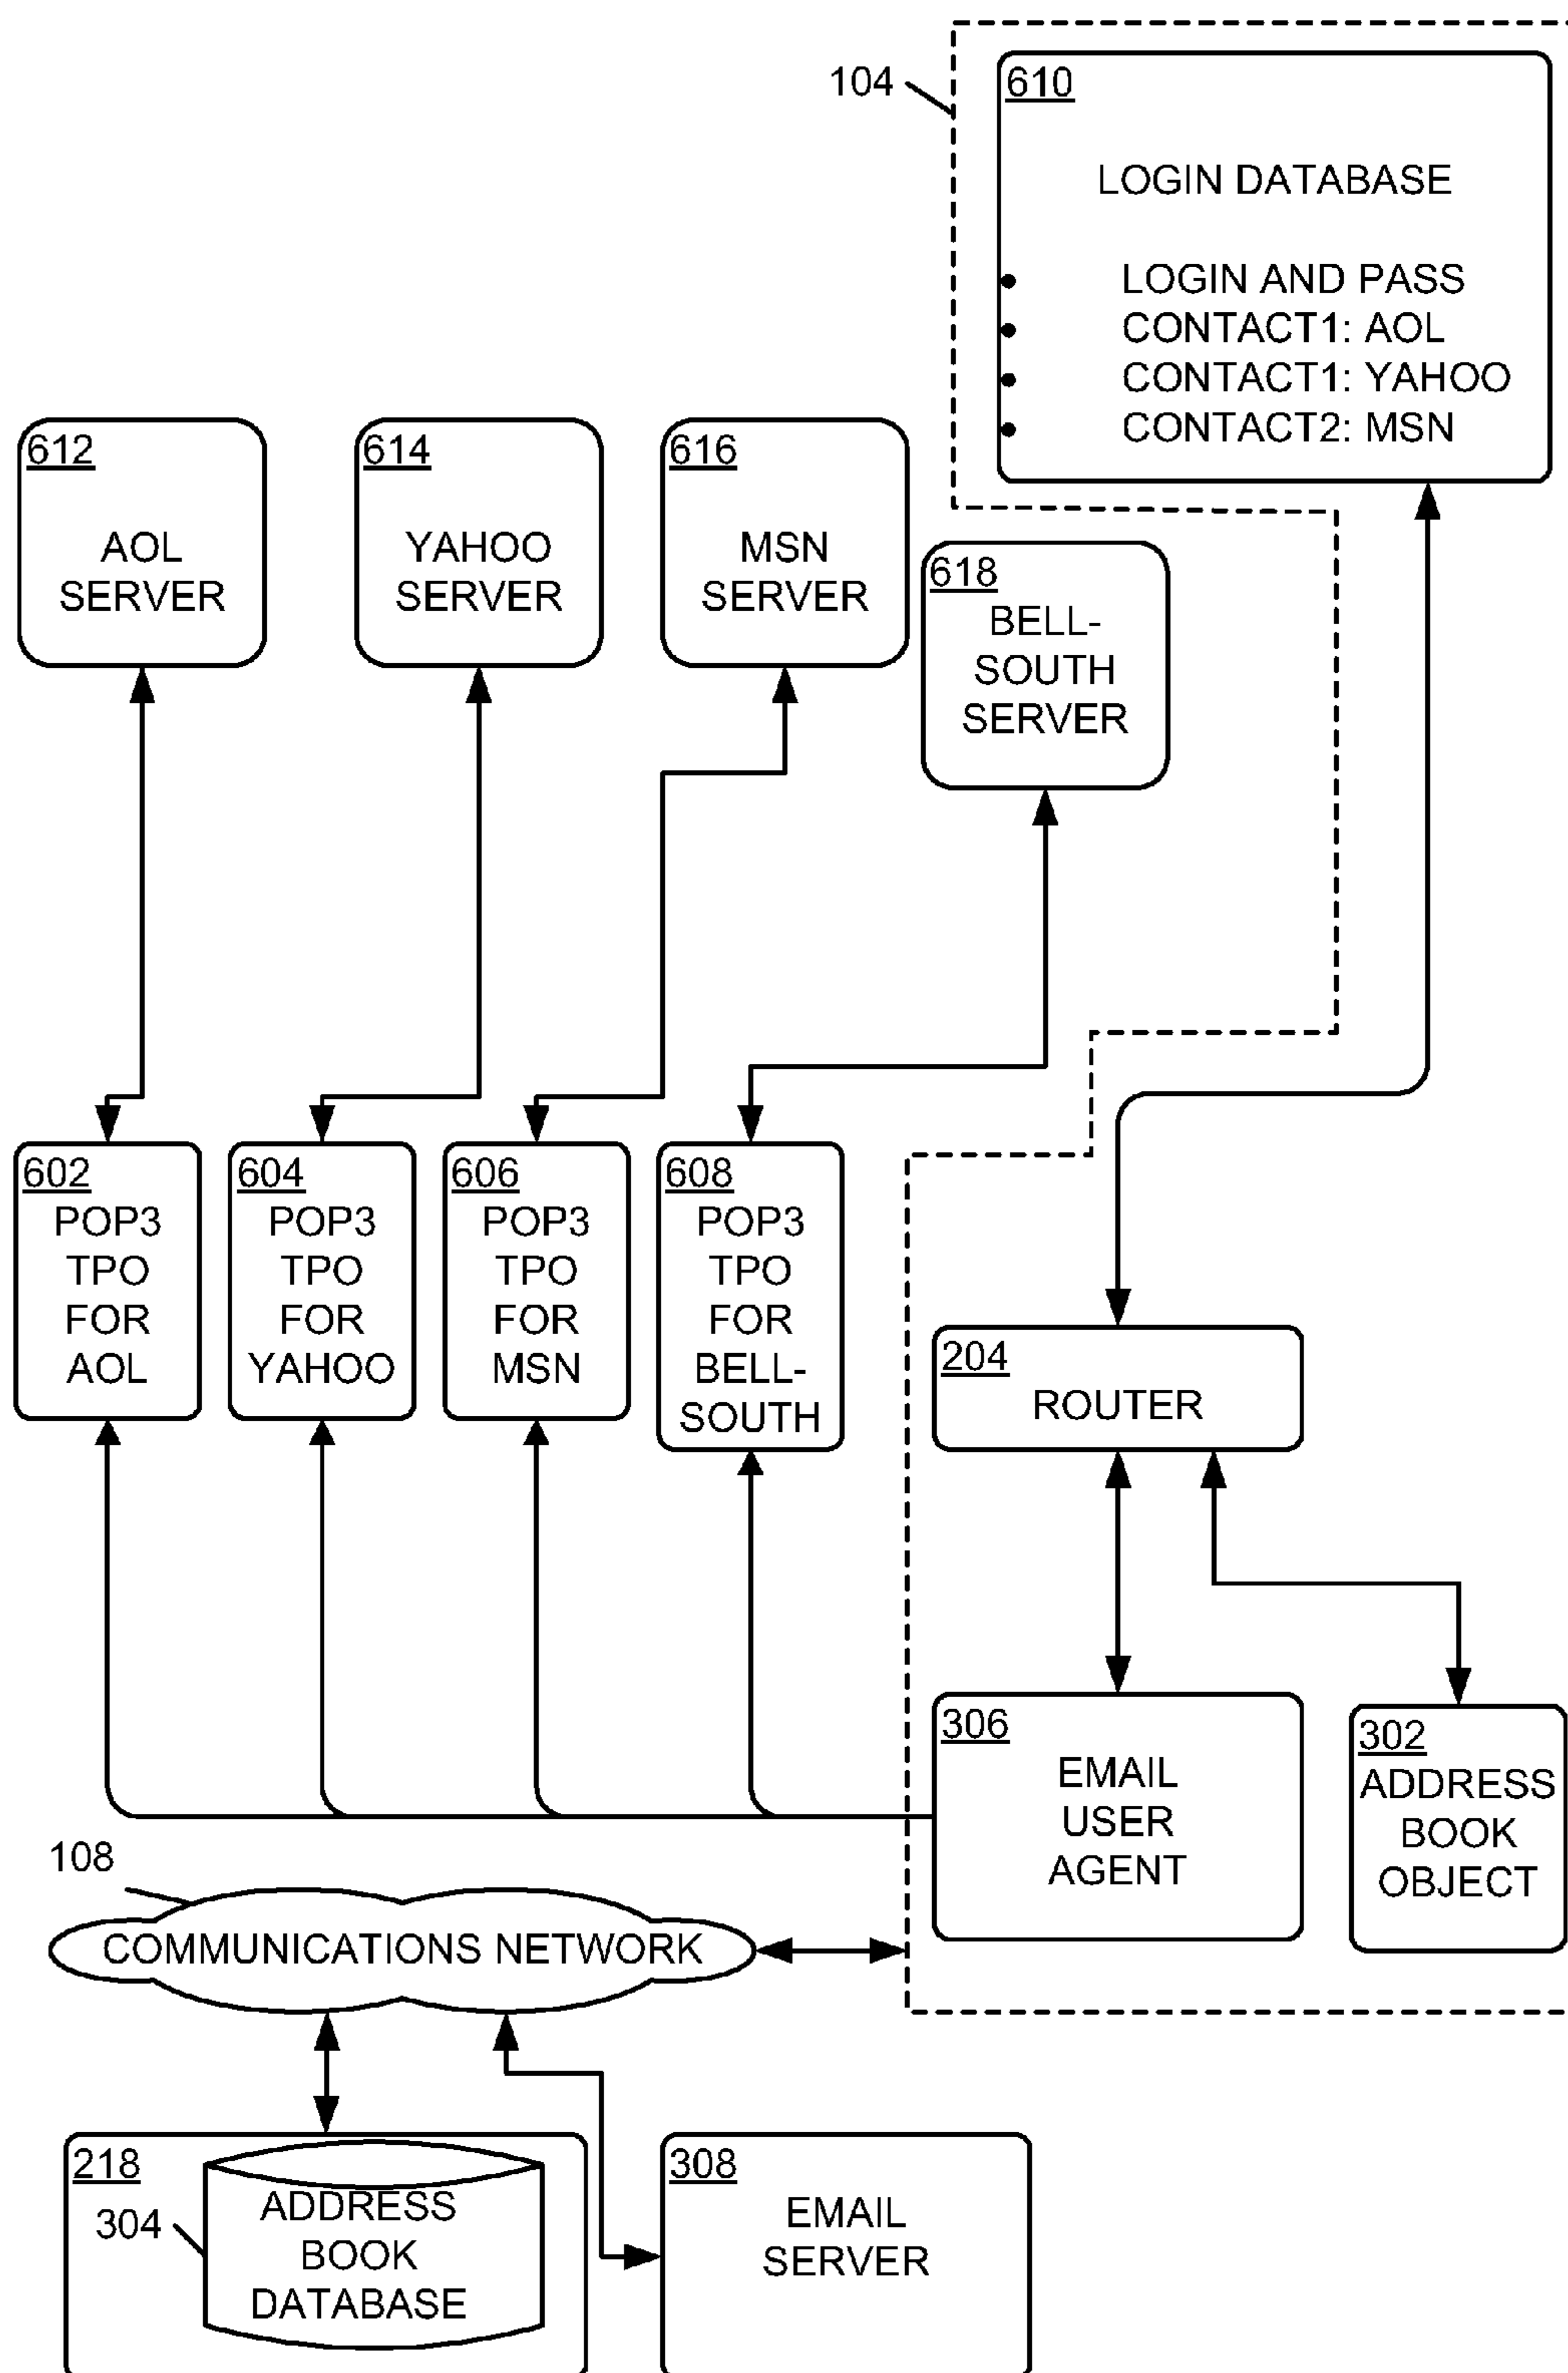 104
610
LOGIN DATABASE
LOGIN AND PASS
CONTACT1: AOL
CONTACT1: YAHOO
CONTACT2: MSN
612
AOL
SERVER
614
YAHOO
SERVER
616
MSN
SERVER
618
BELL-
SOUTH
SERVER
602
POP3
TPO
FOR
AOL
604
POP3
TPO
FOR
YAHOO
606
POP3
TPO
FOR
MSN
608
POP3
TPO
FOR
BELL-
SOUTH
204
ROUTER
306
EMAIL
USER
AGENT
302
ADDRESS
BOOK
OBJECT
108
COMMUNICATIONS NETWORK
218
304
ADDRESS
BOOK
DATABASE
308
EMAIL
SERVER